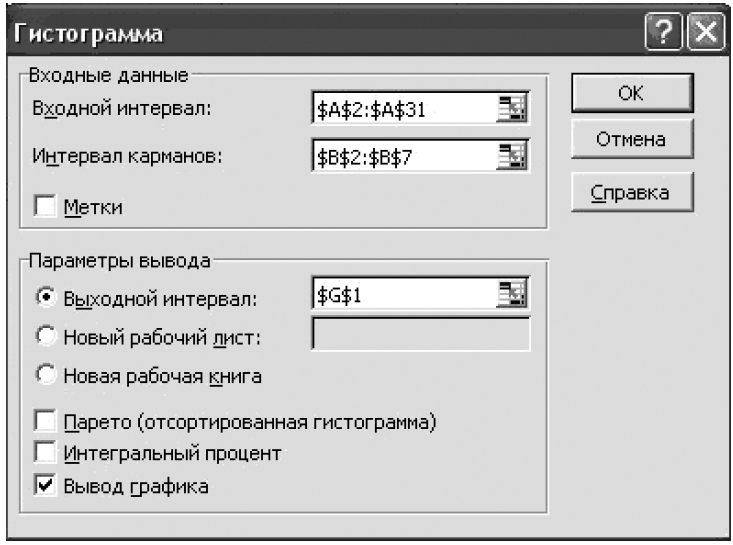 Гистограмма
Входные данные
Входной интервал: $A$2:$A$31
Интервал карманов: $B$2:$B$7
Метки
OK
Отмена
Справка
Параметры вывода
Выходной интервал: $G$1
Новый рабочий лист:
Новая рабочая книга
Парето (отсортированная гистограмма)
Интегральный процент
Вывод графика